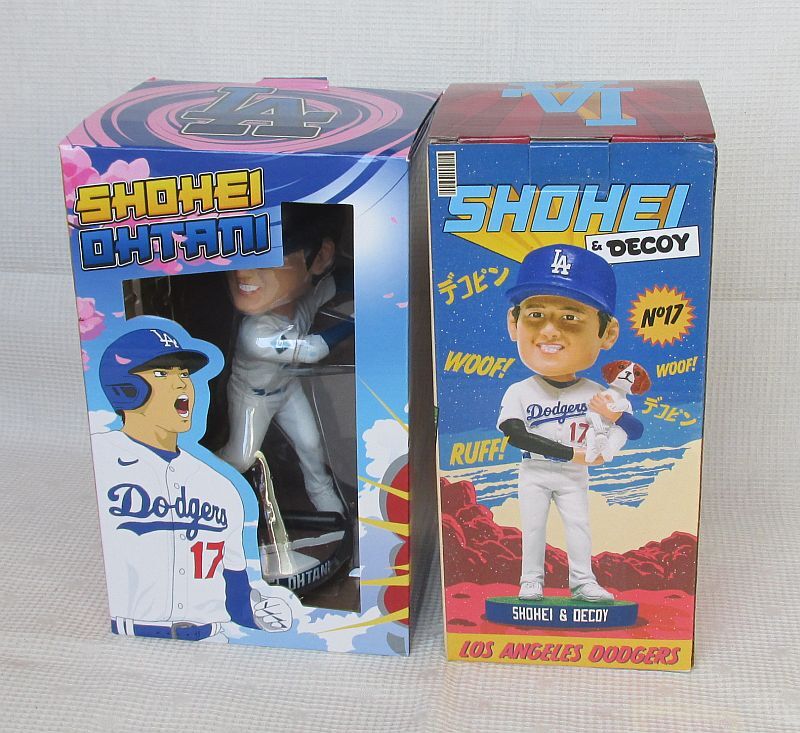 LA
SHOHEI
OHTANI
LA
Dodgers
17
OHTANI
LA
SHOHEI
& DECOY
デコピン
LA
Nº17
WOOF!
WOOF!
デコピン
Dodgers
17
RUFF!
SHOHEI & DECOY
LOS ANGELES DODGERS